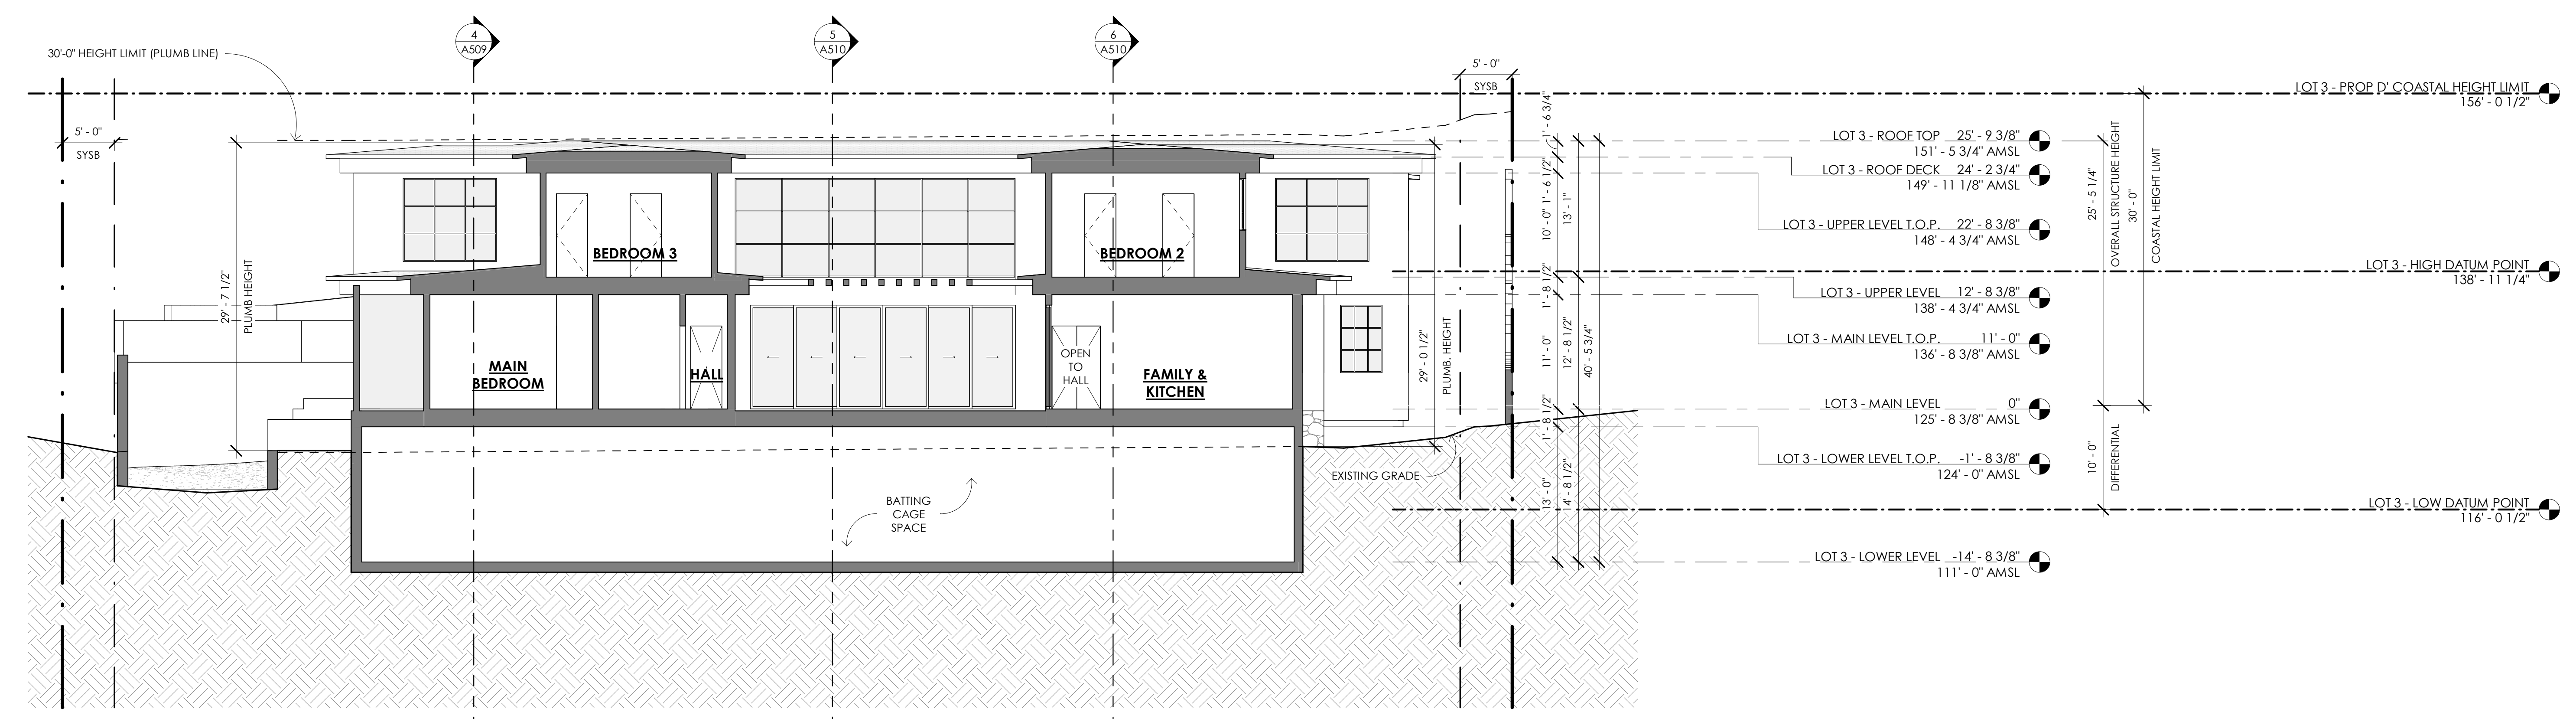 4
A509
5
A510
6
A510
30'-0" HEIGHT LIMIT (PLUMB LINE)
5' - 0"
SYSB
5' - 0"
SYSB
29' - 7 1/2"
PLUMB HEIGHT
BEDROOM 3
BEDROOM 2
MAIN
BEDROOM
HALL
OPEN
TO
HALL
FAMILY &
KITCHEN
BATTING
CAGE
SPACE
EXISTING GRADE
29' - 0 1/2"
PLUMB. HEIGHT
1' - 6 3/4"
1' - 6 1/2"
10' - 0"
1' - 8 1/2"
11' - 0"
1' - 8 1/2"
13' - 0"
13' - 1"
12' - 8 1/2"
14' - 8 1/2"
40' - 5 3/4"
LOT 3 - PROP D' COASTAL HEIGHT LIMIT
156' - 0 1/2"
LOT 3 - ROOF TOP 25' - 9 3/8"
151' - 5 3/4" AMSL
LOT 3 - ROOF DECK 24' - 2 3/4"
149' - 11 1/8" AMSL
LOT 3 - UPPER LEVEL T.O.P. 22' - 8 3/8"
148' - 4 3/4" AMSL
LOT 3 - HIGH DATUM POINT
138' - 11 1/4"
LOT 3 - UPPER LEVEL 12' - 8 3/8"
138' - 4 3/4" AMSL
LOT 3 - MAIN LEVEL T.O.P. 11' - 0"
136' - 8 3/8" AMSL
LOT 3 - MAIN LEVEL 0"
125' - 8 3/8" AMSL
LOT 3 - LOWER LEVEL T.O.P. -1' - 8 3/8"
124' - 0" AMSL
LOT 3 - LOW DATUM POINT
116' - 0 1/2"
LOT 3 - LOWER LEVEL -14' - 8 3/8"
111' - 0" AMSL
25' - 5 1/4"
OVERALL STRUCTURE HEIGHT
30' - 0"
COASTAL HEIGHT LIMIT
10' - 0"
DIFFERENTIAL